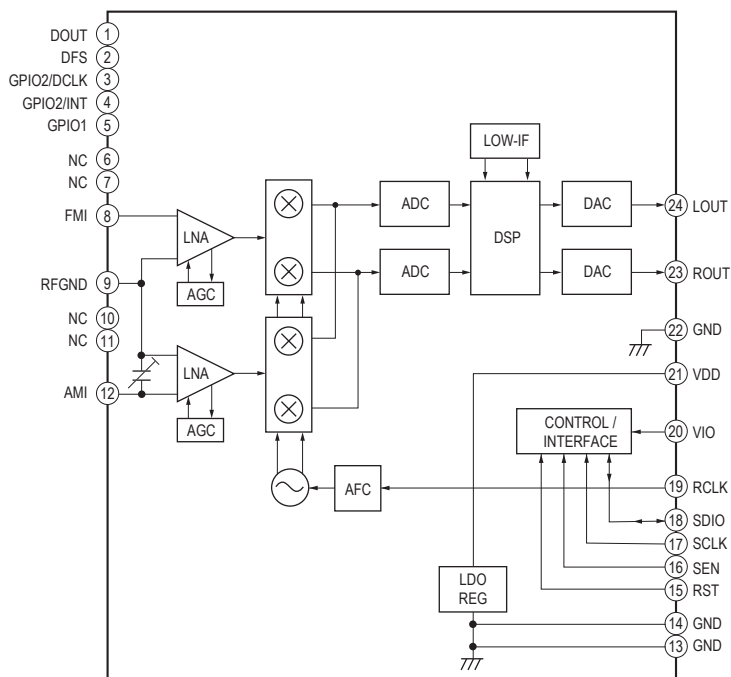 DOUT 1
DFS 2
GPIO2/DCLK 3
GPIO2/INT 4
GPIO1 5
NC 6
NC 7
FMI 8
RFGND 9
NC 10
NC 11
AMI 12
LNA
AGC
LNA
AGC
ADC
ADC
LOW-IF
DSP
DAC
DAC
AFC
CONTROL /
INTERFACE
LDO
REG
24 LOUT
23 ROUT
22 GND
21 VDD
20 VIO
19 RCLK
18 SDIO
17 SCLK
16 SEN
15 RST
14 GND
13 GND